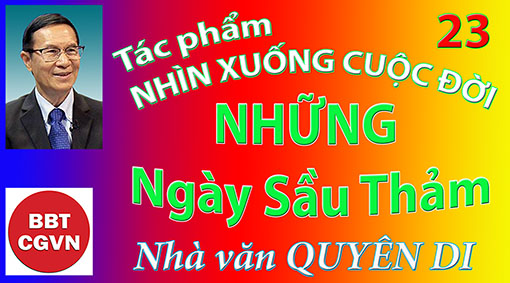 23
Tác phẩm
NHÌN XUỐNG CUỘC ĐỜI
NHỮNG
Ngày Sầu Thảm
BBT
CGVN
Nhà văn QUYÊN DI